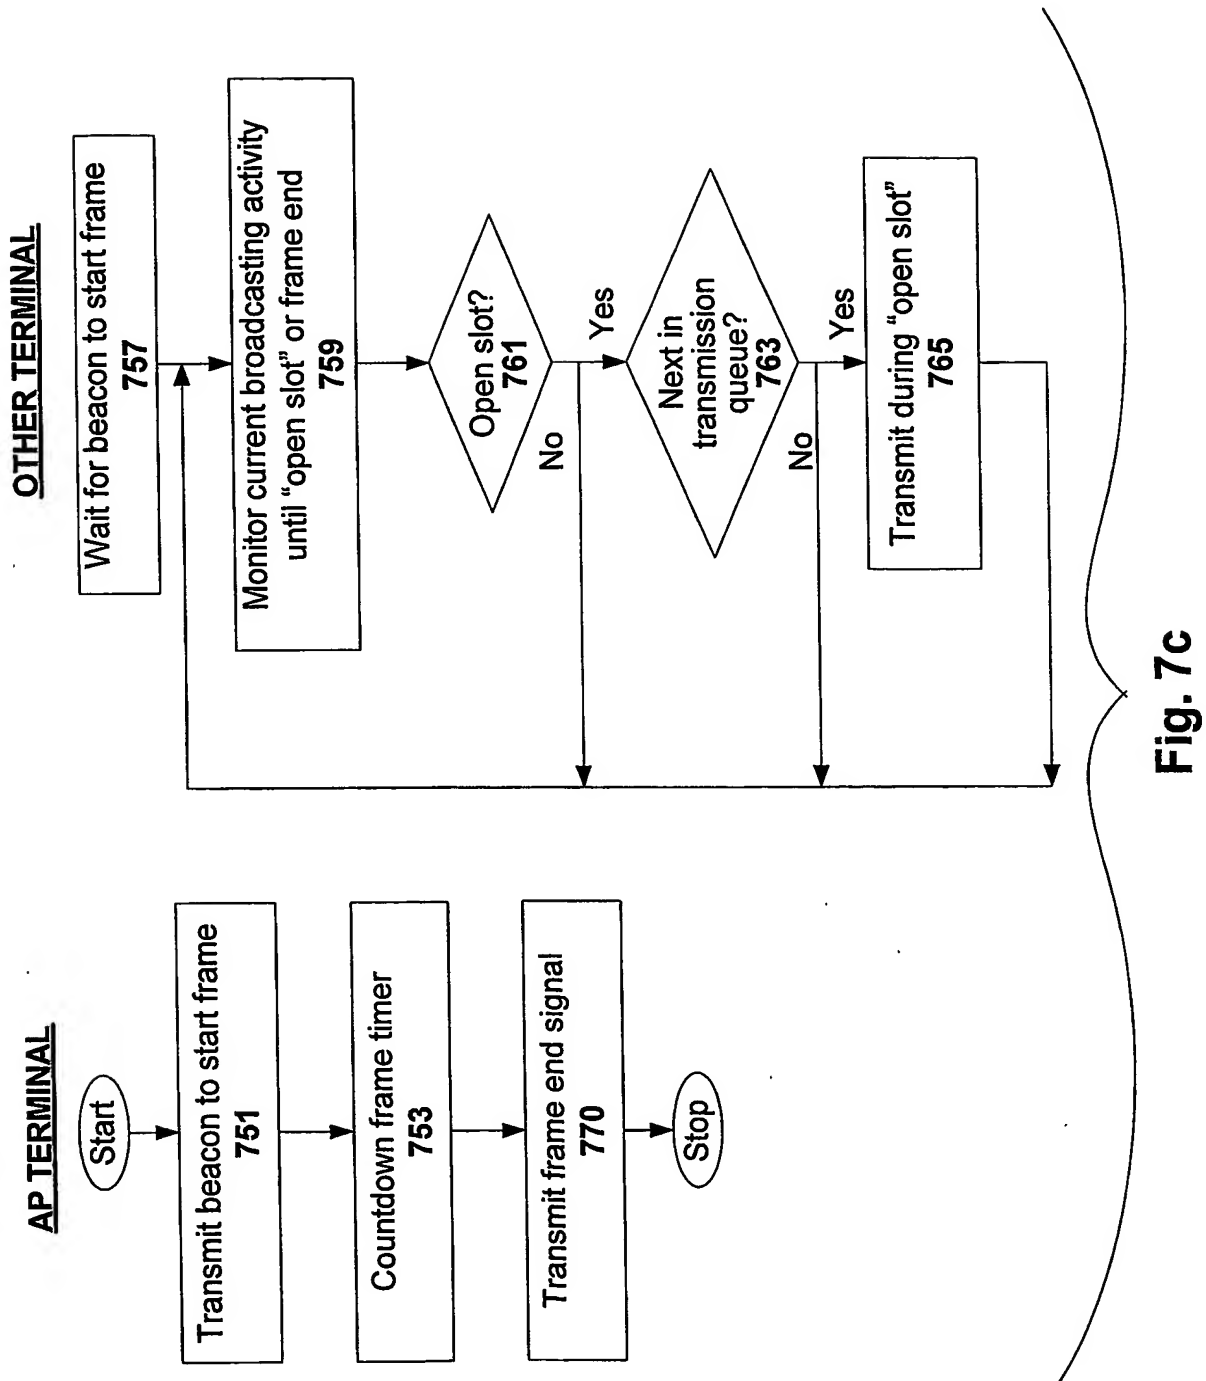 AP TERMINAL
Start
Transmit beacon to start frame
751
Countdown frame timer
753
Transmit frame end signal
770
Stop
OTHER TERMINAL
Wait for beacon to start frame
757
Monitor current broadcasting activity
until “open slot” or frame end
759
Open slot?
761
No
Yes
Next in
transmission
queue?
763
No
Yes
Transmit during “open slot”
765
Fig. 7c